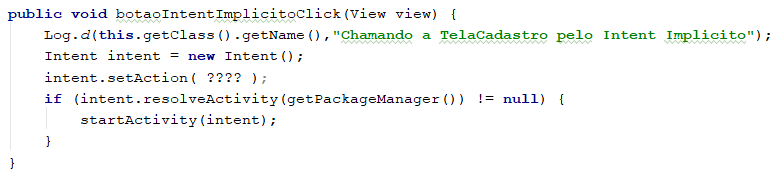 public void botaoIntentImplicitoClick(View view) {
    Log.d(this.getClass().getName(),"Chamando a TelaCadastro pelo Intent Implicito");
    Intent intent = new Intent();
    intent.setAction( ???? );
    if (intent.resolveActivity(getPackageManager()) != null) {
        startActivity(intent);
    }
}